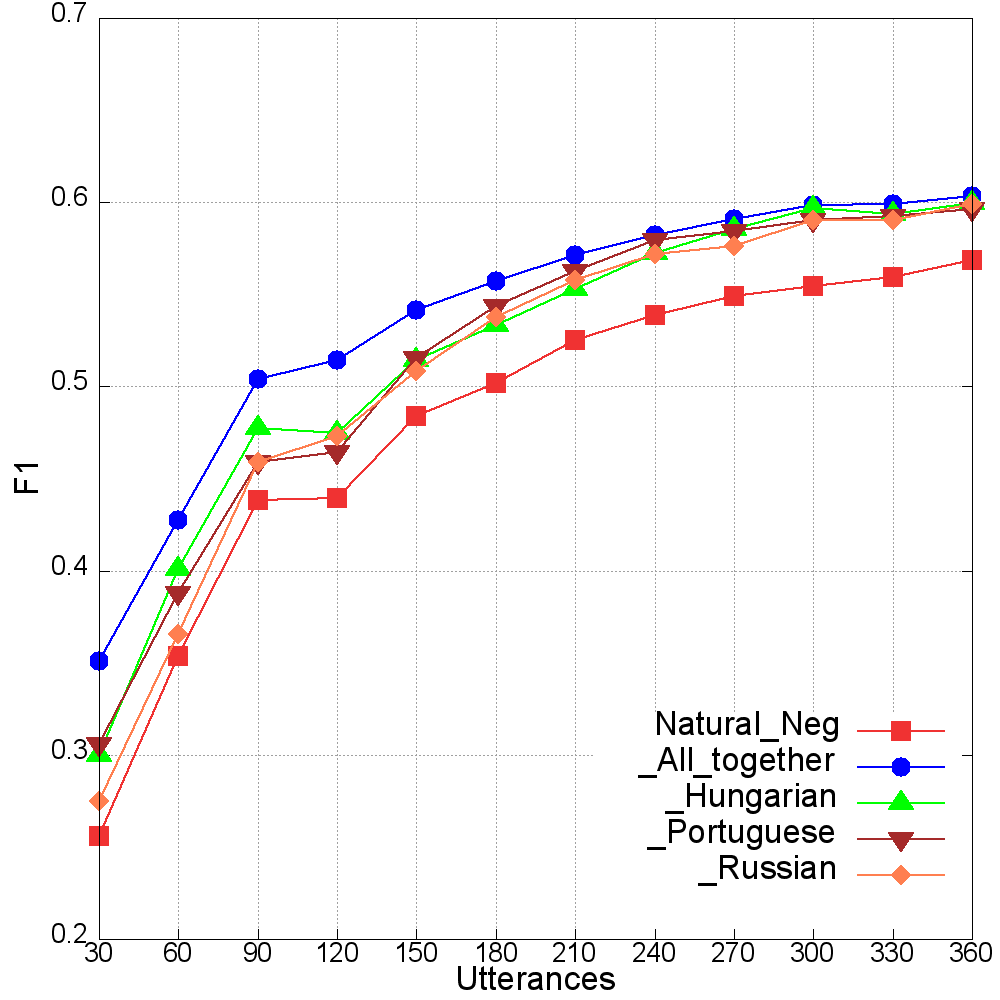 0.7
0.6
0.5
0.4
0.3
0.2
F1
30 60 90 120 150 180 210 240 270 300 330 360
Utterances
Natural_Neg
_All_together
_Hungarian
_Portuguese
_Russian